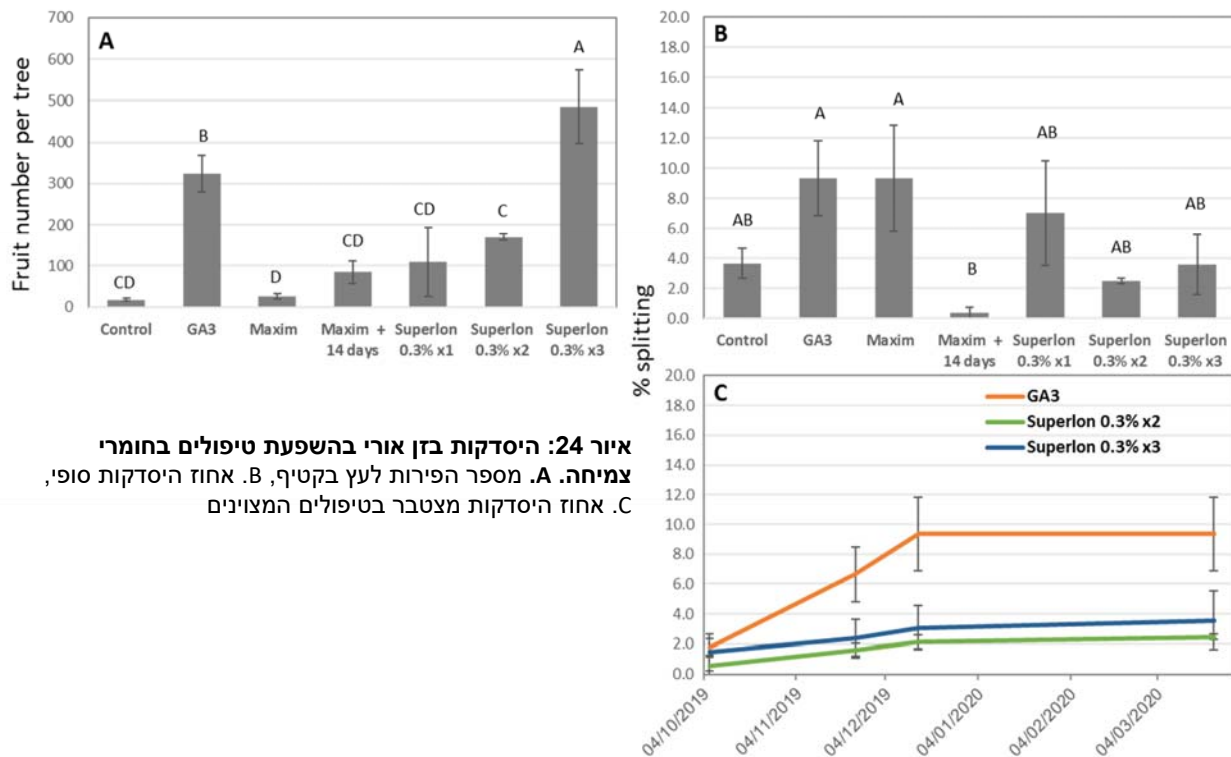 A
Fruit number per tree
700
600
500
400
300
200
100
0
CD
B
D
CD
CD
C
A
Control
GA3
Maxim
Maxim + 14 days
Superlon 0.3% x1
Superlon 0.3% x2
Superlon 0.3% x3
B
% splitting
20.0
18.0
16.0
14.0
12.0
10.0
8.0
6.0
4.0
2.0
0.0
AB
A
A
B
AB
AB
AB
Control
GA3
Maxim
Maxim + 14 days
Superlon 0.3% x1
Superlon 0.3% x2
Superlon 0.3% x3
C
20.0
18.0
16.0
14.0
12.0
10.0
8.0
6.0
4.0
2.0
0.0
GA3
Superlon 0.3% x2
Superlon 0.3% x3
04/10/2019
04/11/2019
04/12/2019
04/01/2020
04/02/2020
04/03/2020
איור 24: היסדקות בזן אורי בהשפעת טיפולים בחומרי
צמיחה. A. מספר הפירות לעץ בקטיף, B. אחוז היסדקות סופי,
C. אחוז היסדקות מצטבר בטיפולים המצוינים